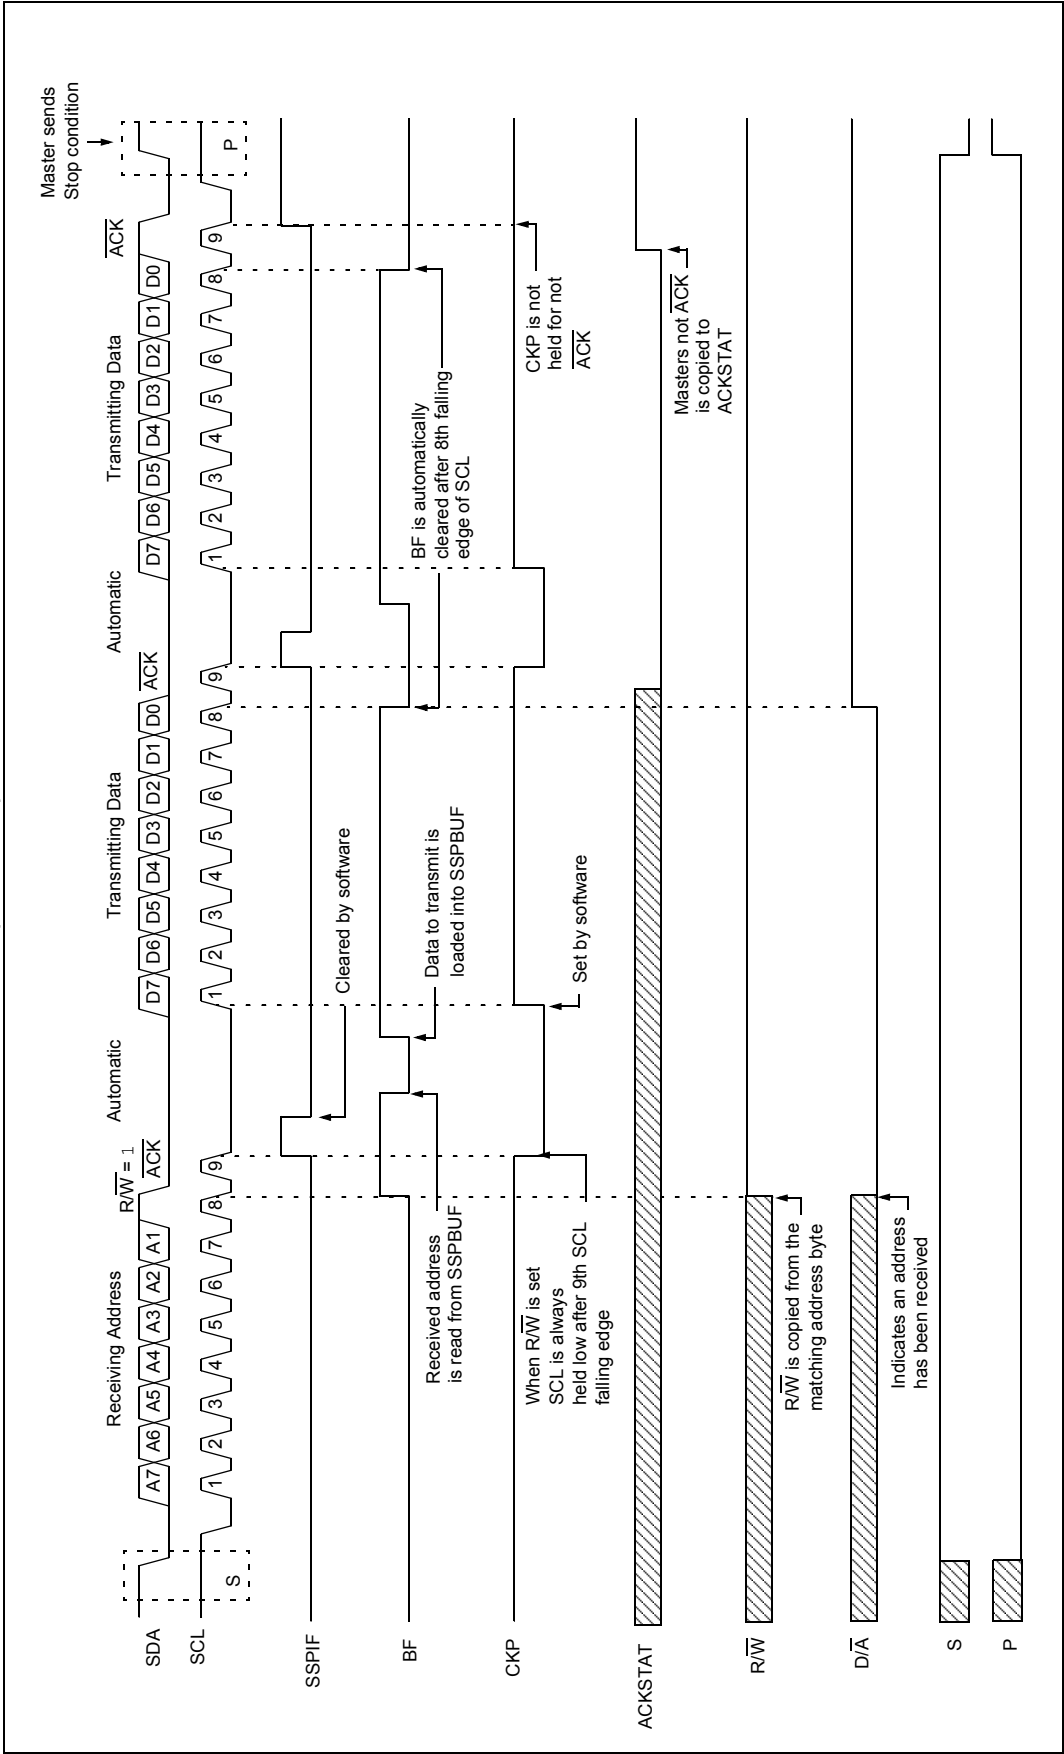 Master sends
Stop condition
Receiving Address
R/W = 1
Automatic
Transmitting Data
Automatic
Transmitting Data
ACK
SDA
A7 A6 A5 A4 A3 A2 A1
ACK
D7 D6 D5 D4 D3 D2 D1 D0
ACK
D7 D6 D5 D4 D3 D2 D1 D0
SCL
S
1 2 3 4 5 6 7 8 9
1 2 3 4 5 6 7 8 9
1 2 3 4 5 6 7 8 9
P
SSPIF
Cleared by software
BF
Received address
is read from SSPBUF
Data to transmit is
loaded into SSPBUF
BF is automatically
cleared after 8th falling
edge of SCL
CKP
When R/W is set
SCL is always
held low after 9th SCL
falling edge
Set by software
CKP is not
held for not
ACK
ACKSTAT
Masters not ACK
is copied to
ACKSTAT
R/W
R/W is copied from the
matching address byte
D/A
Indicates an address
has been received
S
P